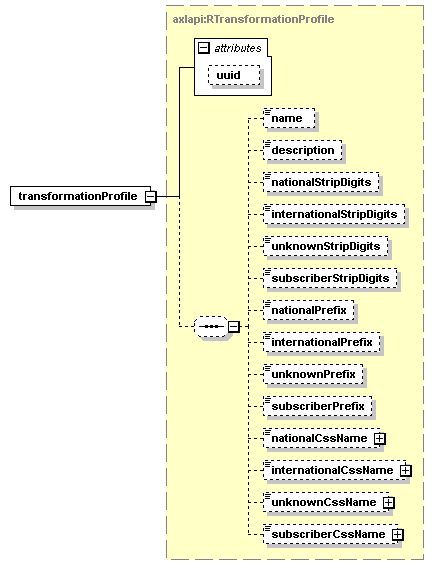 axlapi:RTransformationProfile
attributes
uuid
name
description
nationalStripDigits
internationalStripDigits
unknownStripDigits
subscriberStripDigits
transformationProfile
nationalPrefix
internationalPrefix
unknownPrefix
subscriberPrefix
nationalCssName
internationalCssName
unknownCssName
subscriberCssName